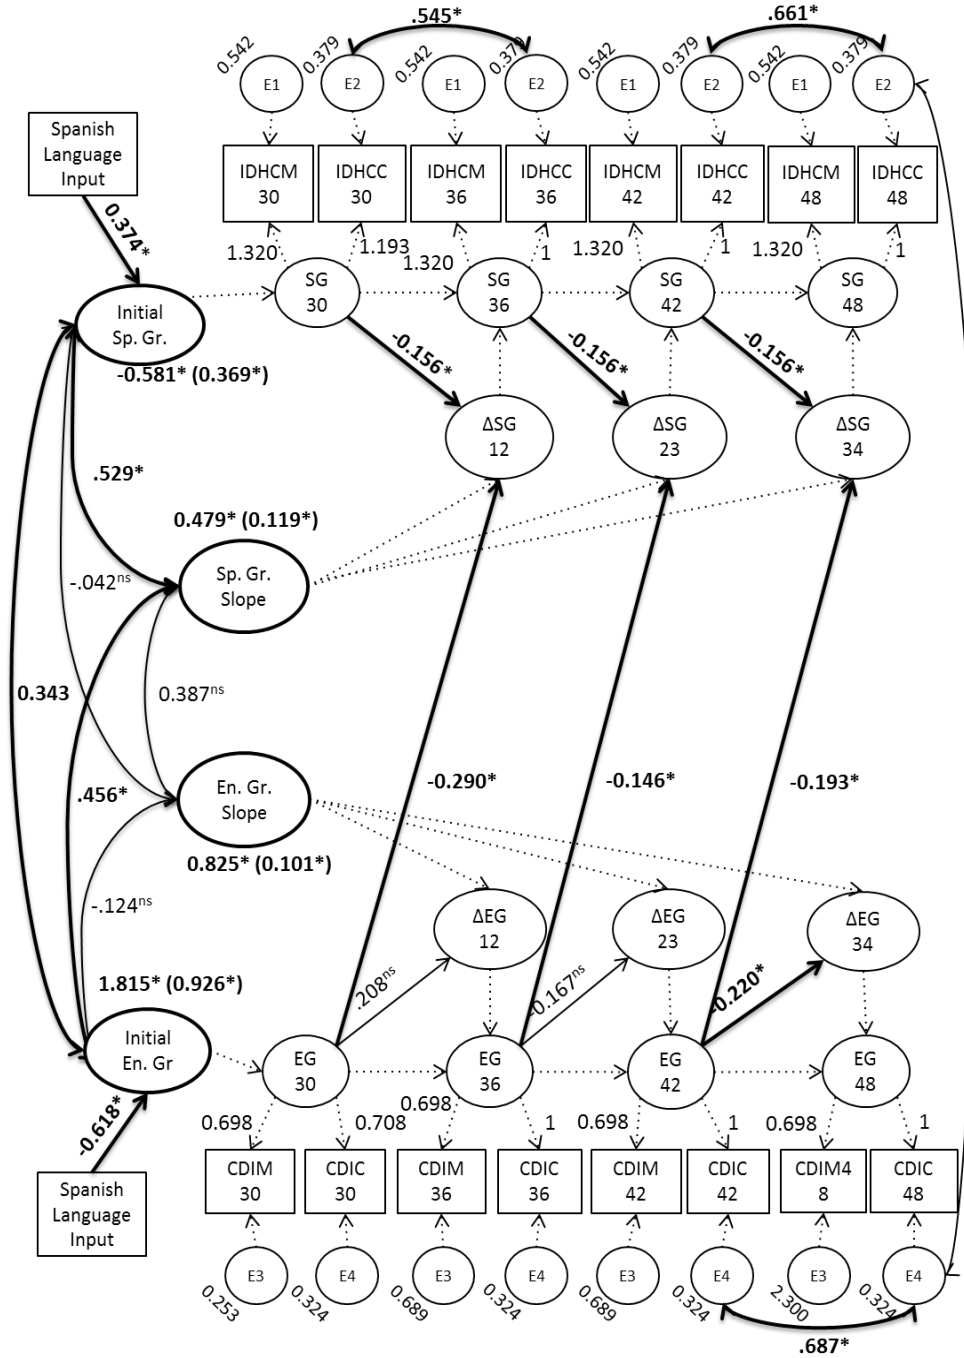 .545*
.661*
0.542
0.379
0.542
0.379
0.542
0.379
0.542
0.379
E1
E2
E1
E2
E1
E2
E1
E2
Spanish
Language
Input
IDHCM
30
IDHCC
30
IDHCM
36
IDHCC
36
IDHCM
42
IDHCC
42
IDHCM
48
IDHCC
48
0.374*
1.320
1.193
1.320
1
1.320
1
1.320
1
SG
30
SG
36
SG
42
SG
48
Initial
Sp. Gr.
-0.581* (0.369*)
-0.156*
-0.156*
-0.156*
ΔSG
12
ΔSG
23
ΔSG
34
.529*
0.479* (0.119*)
Sp. Gr.
Slope
-.042ns
0.343
0.387ns
-0.290*
-0.146*
-0.193*
En. Gr.
Slope
.456*
0.825* (0.101*)
-.124ns
ΔEG
12
ΔEG
23
ΔEG
34
1.815* (0.926*)
.208ns
-0.167ns
-0.220*
Initial
En. Gr
EG
30
EG
36
EG
42
EG
48
-0.618*
0.698
0.708
0.698
1
0.698
1
0.698
1
Spanish
Language
Input
CDIM
30
CDIC
30
CDIM
36
CDIC
36
CDIM
42
CDIC
42
CDIM4
8
CDIC
48
E3
E4
E3
E4
E3
E4
E3
E4
0.253
0.324
0.689
0.324
0.689
0.324
2.300
0.324
.687*